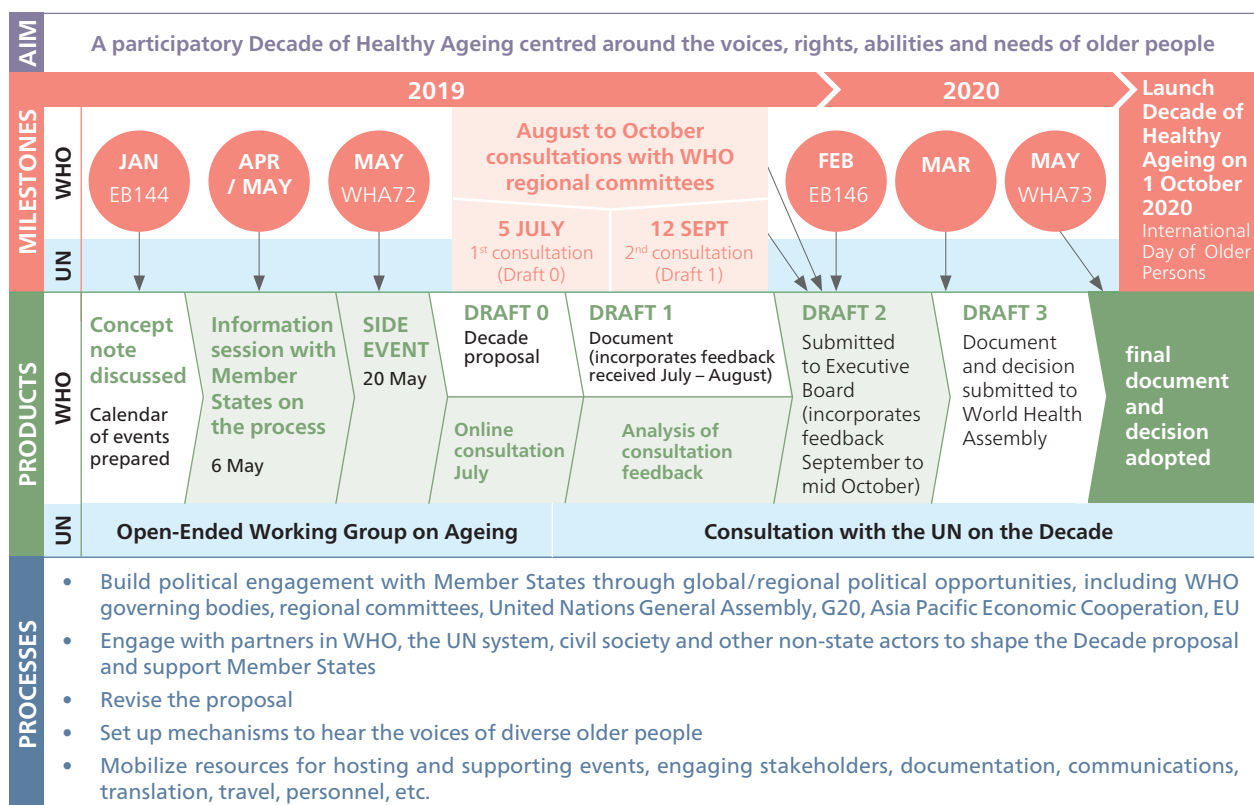 AIM
A participatory Decade of Healthy Ageing centred around the voices, rights, abilities and needs of older people
MILESTONES
2019
2020
Launch
Decade of
Healthy
Ageing on
1 October
2020
International
Day of Older
Persons
WHO
JAN
EB144
APR
/ MAY
MAY
WHA72
August to October
consultations with WHO
regional committees
5 JULY
1st consultation
(Draft 0)
12 SEPT
2nd consultation
(Draft 1)
FEB
EB146
MAR
MAY
WHA73
UN
PRODUCTS
WHO
Concept
note
discussed
Calendar
of events
prepared
Information
session with
Member
States on
the process
6 May
SIDE
EVENT
20 May
DRAFT 0
Decade
proposal
Online
consultation
July
DRAFT 1
Document
(incorporates feedback
received July – August)
Analysis of
consultation
feedback
DRAFT 2
Submitted
to Executive
Board
(incorporates
feedback
September to
mid October)
DRAFT 3
Document
and decision
submitted to
World Health
Assembly
final
document
and
decision
adopted
UN
Open-Ended Working Group on Ageing
Consultation with the UN on the Decade
PROCESSES
• Build political engagement with Member States through global/regional political opportunities, including WHO
governing bodies, regional committees, United Nations General Assembly, G20, Asia Pacific Economic Cooperation, EU
• Engage with partners in WHO, the UN system, civil society and other non-state actors to shape the Decade proposal
and support Member States
• Revise the proposal
• Set up mechanisms to hear the voices of diverse older people
• Mobilize resources for hosting and supporting events, engaging stakeholders, documentation, communications,
translation, travel, personnel, etc.